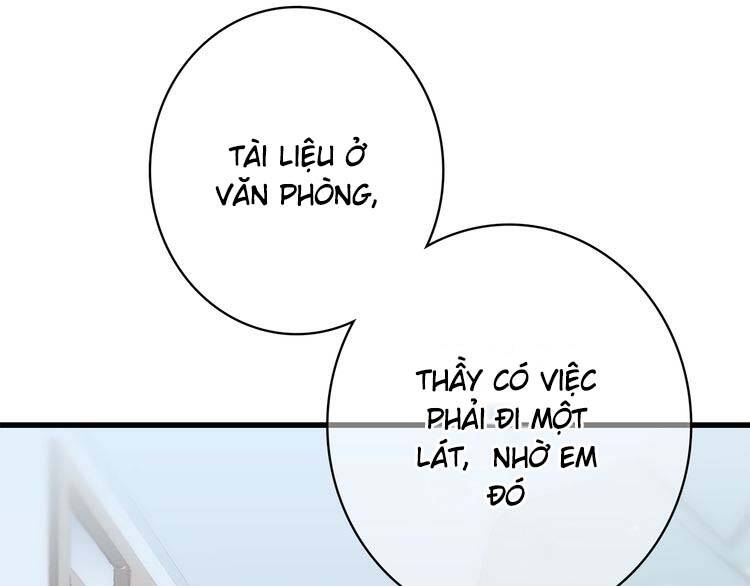 TÀI LIỆU Ở
VĂN PHÒNG,
THẦY CÓ VIỆC
PHẢI ĐI MỘT
LÁT, NHỜ EM
ĐÓ